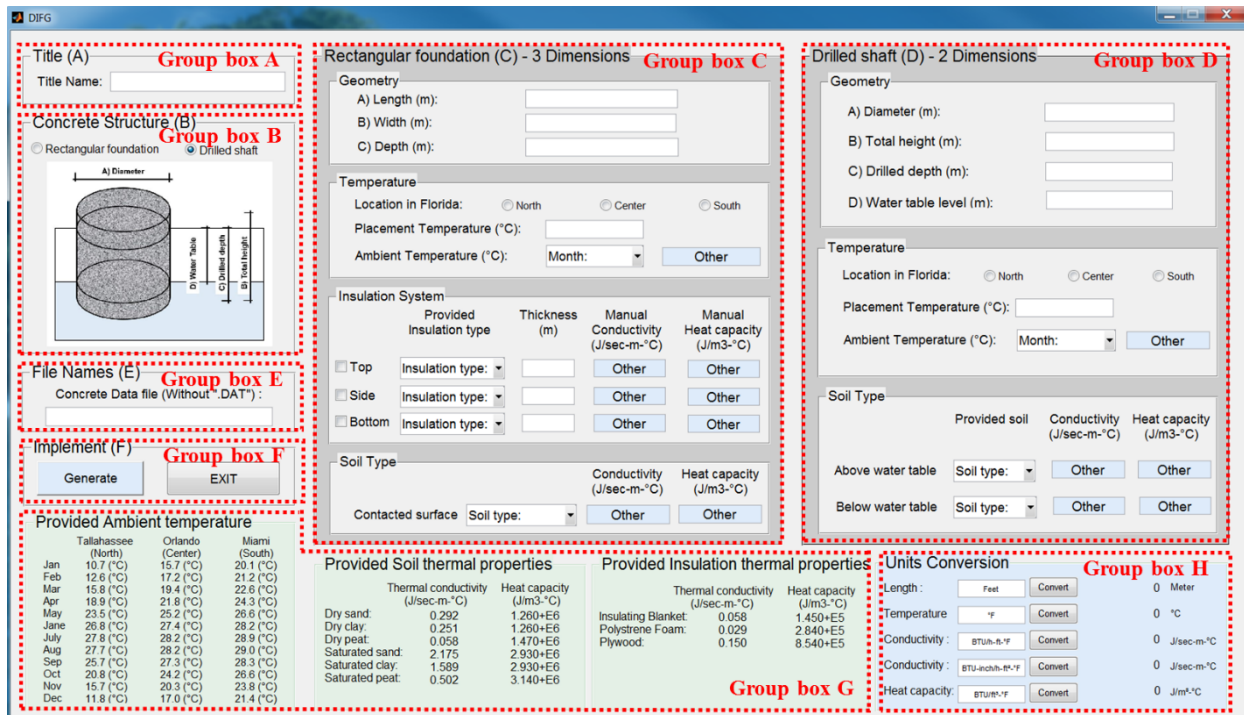 DIFG
Title (A)
Group box A
Title Name:
Concrete Structure (B)
Group box B
Rectangular foundation
Drilled shaft
A) Diameter
D) Water Table
C) Drilled depth
B) Total height
File Names (E)
Group box E
Concrete Data file (Without ".DAT") :
Implement (F)
Group box F
Generate
EXIT
Rectangular foundation (C) - 3 Dimensions
Group box C
Geometry
A) Length (m):
B) Width (m):
C) Depth (m):
Temperature
Location in Florida: North Center South
Placement Temperature (°C):
Ambient Temperature (°C): Month: Other
Insulation System
Provided Thickness Manual Manual
Insulation type (m) Conductivity Heat capacity
(J/sec-m-°C) (J/m3-°C)
Top Insulation type: Other Other
Side Insulation type: Other Other
Bottom Insulation type: Other Other
Soil Type
Conductivity Heat capacity
(J/sec-m-°C) (J/m3-°C)
Contacted surface Soil type: Other Other
Drilled shaft (D) - 2 Dimensions
Group box D
Geometry
A) Diameter (m):
B) Total height (m):
C) Drilled depth (m):
D) Water table level (m):
Temperature
Location in Florida: North Center South
Placement Temperature (°C):
Ambient Temperature (°C): Month: Other
Soil Type
Provided soil Conductivity Heat capacity
(J/sec-m-°C) (J/m3-°C)
Above water table Soil type: Other Other
Below water table Soil type: Other Other
Provided Ambient temperature
Tallahassee Orlando Miami
(North) (Center) (South)
Jan 10.7 (°C) 15.7 (°C) 20.1 (°C)
Feb 12.6 (°C) 17.2 (°C) 21.2 (°C)
Mar 15.8 (°C) 19.4 (°C) 22.6 (°C)
Apr 18.9 (°C) 21.8 (°C) 24.3 (°C)
May 23.5 (°C) 25.2 (°C) 26.6 (°C)
Jane 26.8 (°C) 27.4 (°C) 28.2 (°C)
July 27.8 (°C) 28.2 (°C) 28.9 (°C)
Aug 27.7 (°C) 28.2 (°C) 29.0 (°C)
Sep 25.7 (°C) 27.3 (°C) 28.3 (°C)
Oct 20.8 (°C) 24.2 (°C) 26.6 (°C)
Nov 15.7 (°C) 20.3 (°C) 23.8 (°C)
Dec 11.8 (°C) 17.0 (°C) 21.4 (°C)
Provided Soil thermal properties
Thermal conductivity Heat capacity
(J/sec-m-°C) (J/m3-°C)
Dry sand: 0.292 1.260+E6
Dry clay: 0.251 1.260+E6
Dry peat: 0.058 1.470+E6
Saturated sand: 2.175 2.930+E6
Saturated clay: 1.589 2.930+E6
Saturated peat: 0.502 3.140+E6
Provided Insulation thermal properties
Thermal conductivity Heat capacity
(J/sec-m-°C) (J/m3-°C)
Insulating Blanket: 0.058 1.450+E5
Polystrene Foam: 0.029 2.840+E5
Plywood: 0.150 8.540+E5
Group box G
Units Conversion
Group box H
Length : Feet Convert 0 Meter
Temperature °F Convert 0 °C
Conductivity : BTU/h-ft-°F Convert 0 J/sec-m-°C
Conductivity : BTU-inch/h-ft²-°F Convert 0 J/sec-m-°C
Heat capacity: BTU/ft³-°F Convert 0 J/m³-°C